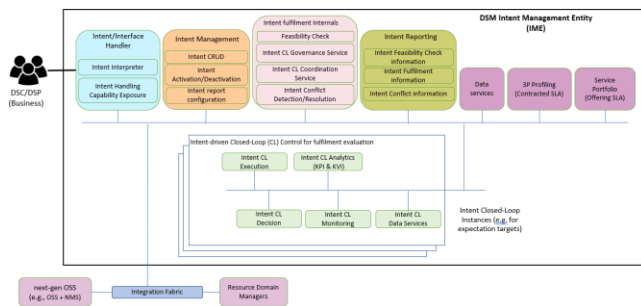 DSM Intent Management Entity
(IME)
Intent/Interface
Handler
Intent Interpreter
Intent Handling
Capability Exposure
Intent Management
Intent CRUD
Intent
Activation/Deactivation
Intent report
configuration
Intent fulfilment Internals
Feasibility Check
Intent CL Governance Service
Intent CL Coordination
Service
Intent Conflict
Detection/Resolution
Intent Reporting
Intent Feasibility Check
information
Intent Fulfilment
information
Intent Conflict information
Data
services
3P Profiling
(Contracted SLA)
Service
Portfolio
(Offering SLA)
DSC/DSP
(Business)
Intent-driven Closed-Loop (CL) Control for fulfilment evaluation
Intent CL
Execution
Intent CL Analytics
(KPI & KVI)
Intent CL
Decision
Intent CL
Monitoring
Intent CL
Data Services
Intent Closed-Loop
Instances (e.g. for
expectation targets)
next-gen OSS
(e.g., OSS + NMS)
Integration Fabric
Resource Domain
Managers